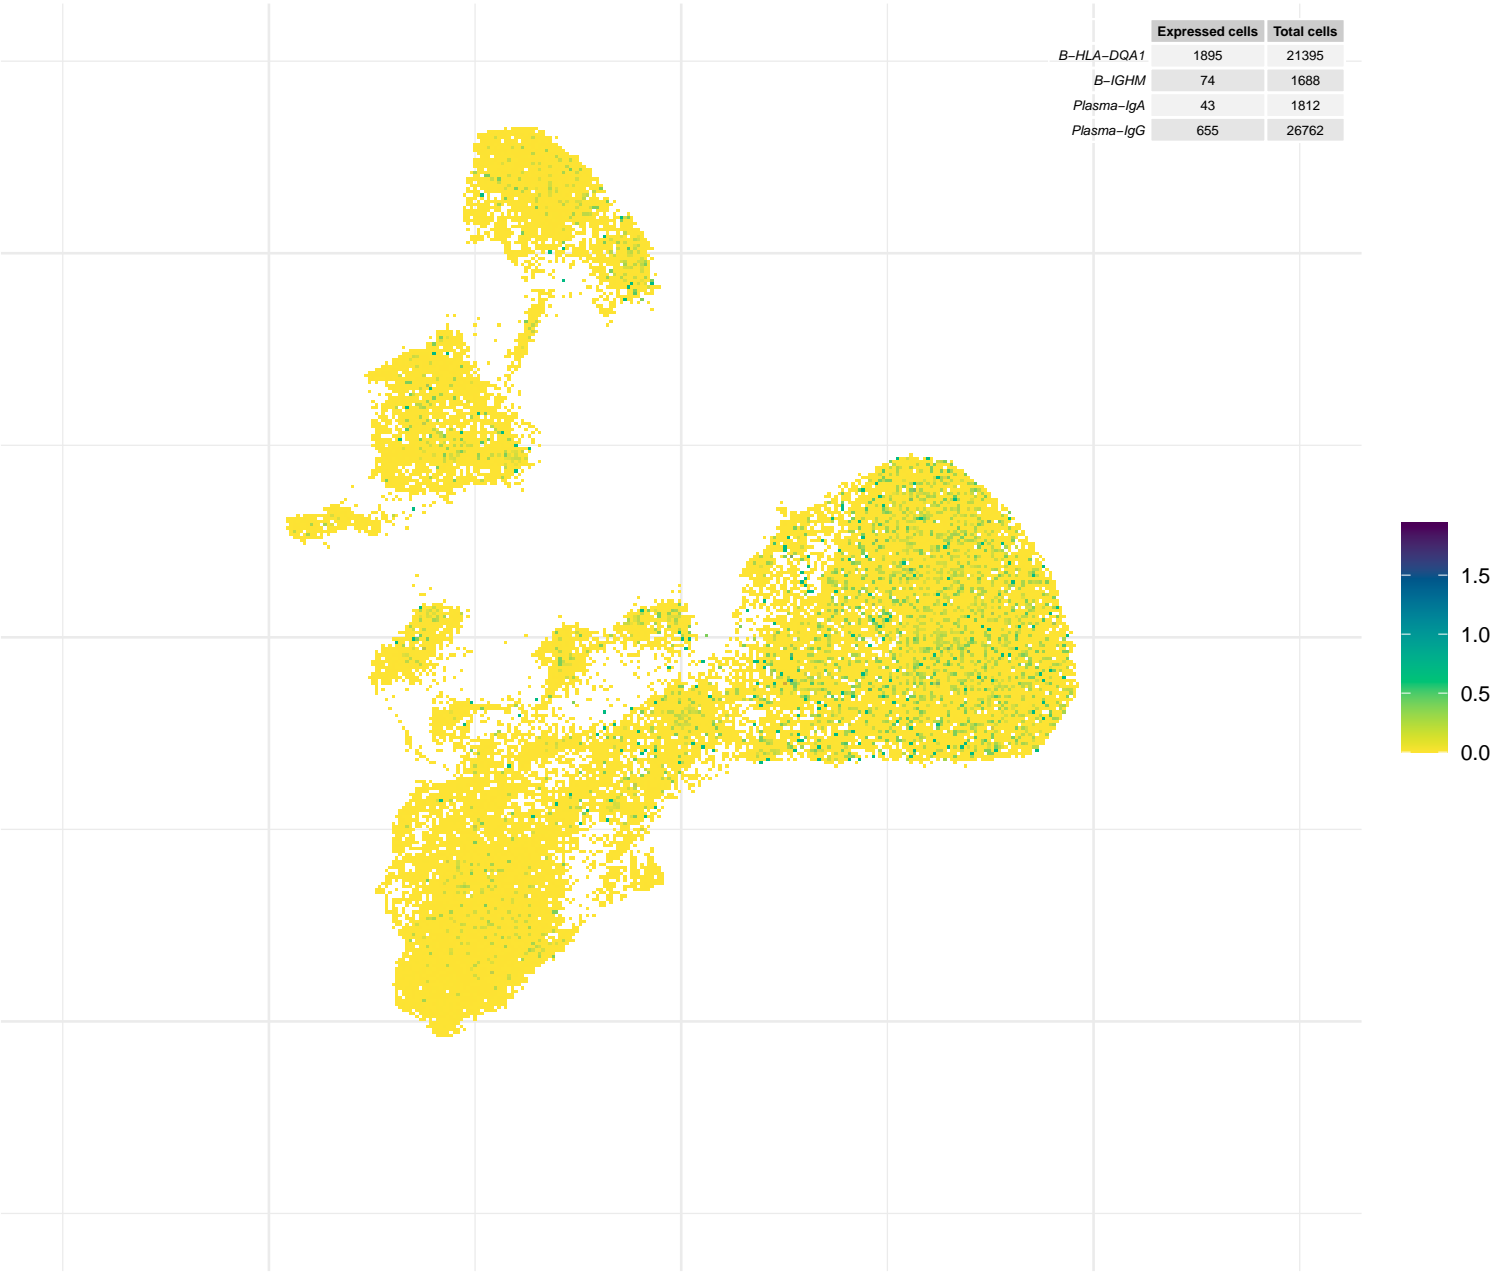 Expressed cells Total cells
B-HLA-DQA1 1895 21395
B-IGHM 74 1688
Plasma-IgA 43 1812
Plasma-IgG 655 26762
1.5
1.0
0.5
0.0